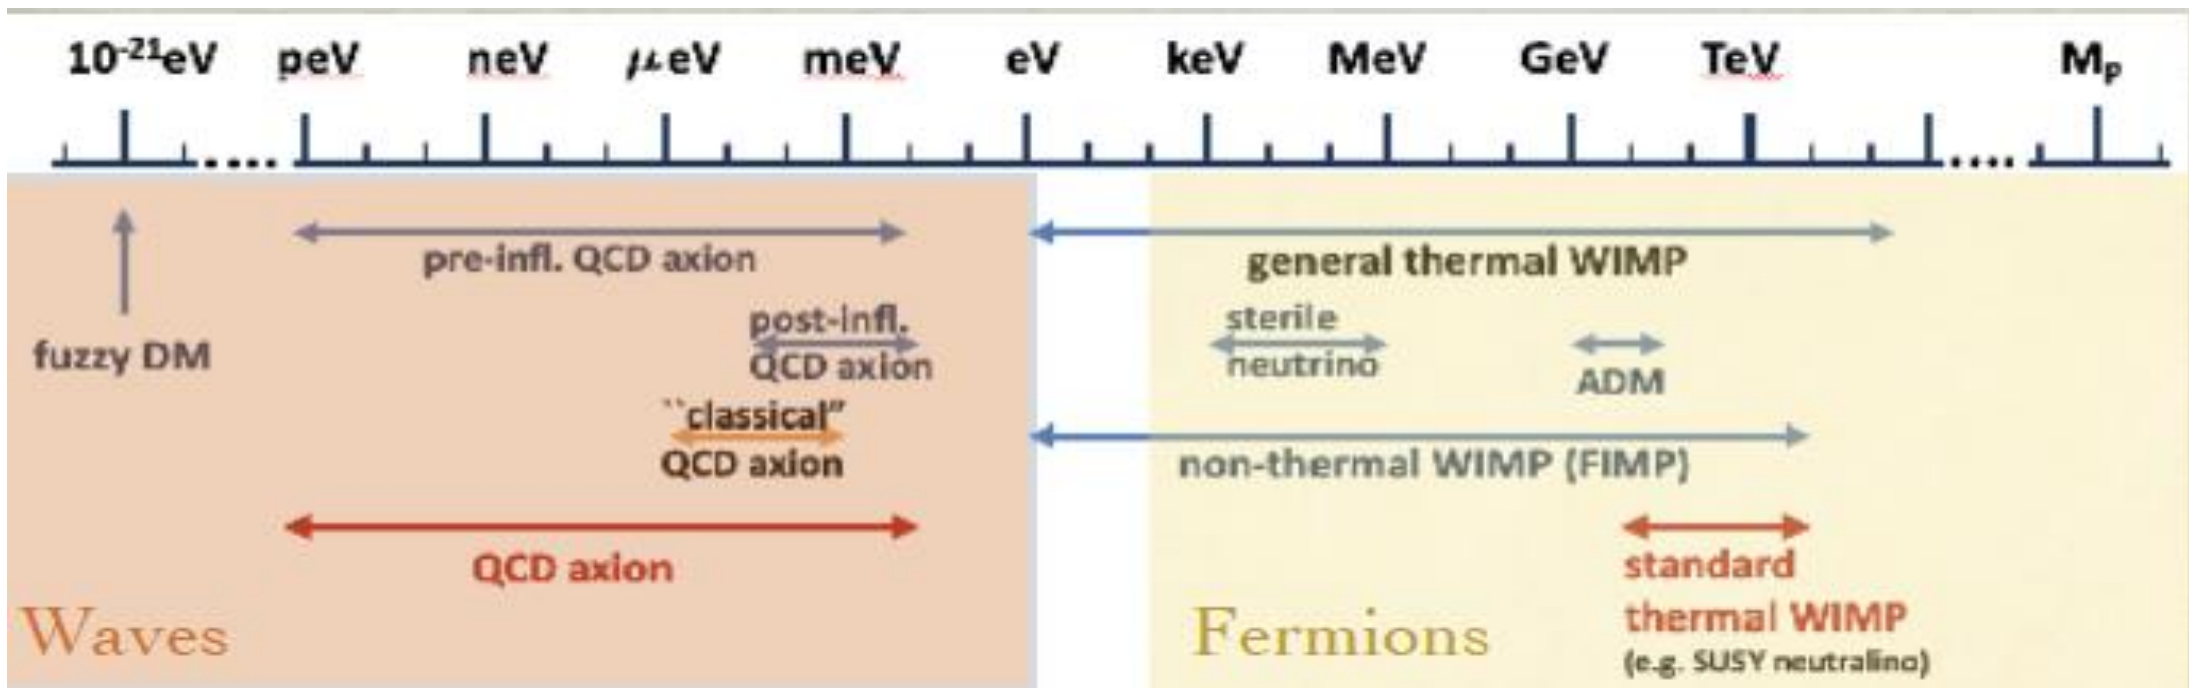 10⁻²¹eV peV neV μeV meV eV keV MeV GeV TeV Mₚ
pre-infl. QCD axion
general thermal WIMP
post-infl.
QCD axion
sterile
neutrino
fuzzy DM
ADM
``classical”
QCD axion
non-thermal WIMP (FIMP)
QCD axion
standard
thermal WIMP
(e.g. SUSY neutralino)
Waves
Fermions